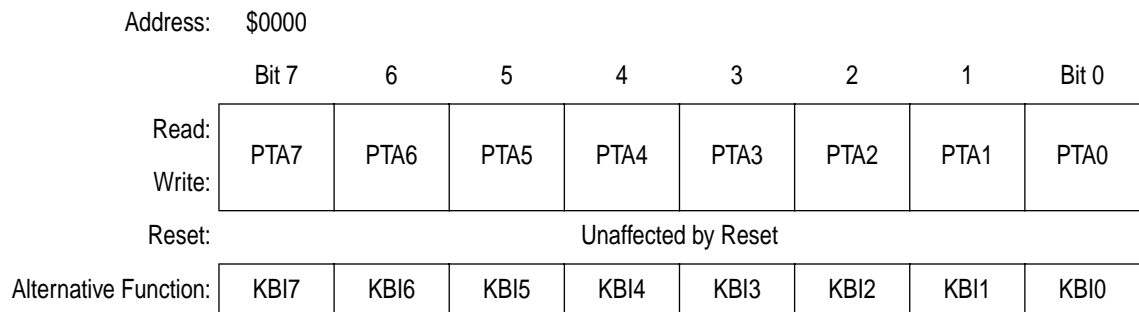 Address: $0000
Bit 7 6 5 4 3 2 1 Bit 0
Read:
PTA7 PTA6 PTA5 PTA4 PTA3 PTA2 PTA1 PTA0
Write:
Reset: Unaffected by Reset
Alternative Function: KBI7 KBI6 KBI5 KBI4 KBI3 KBI2 KBI1 KBI0